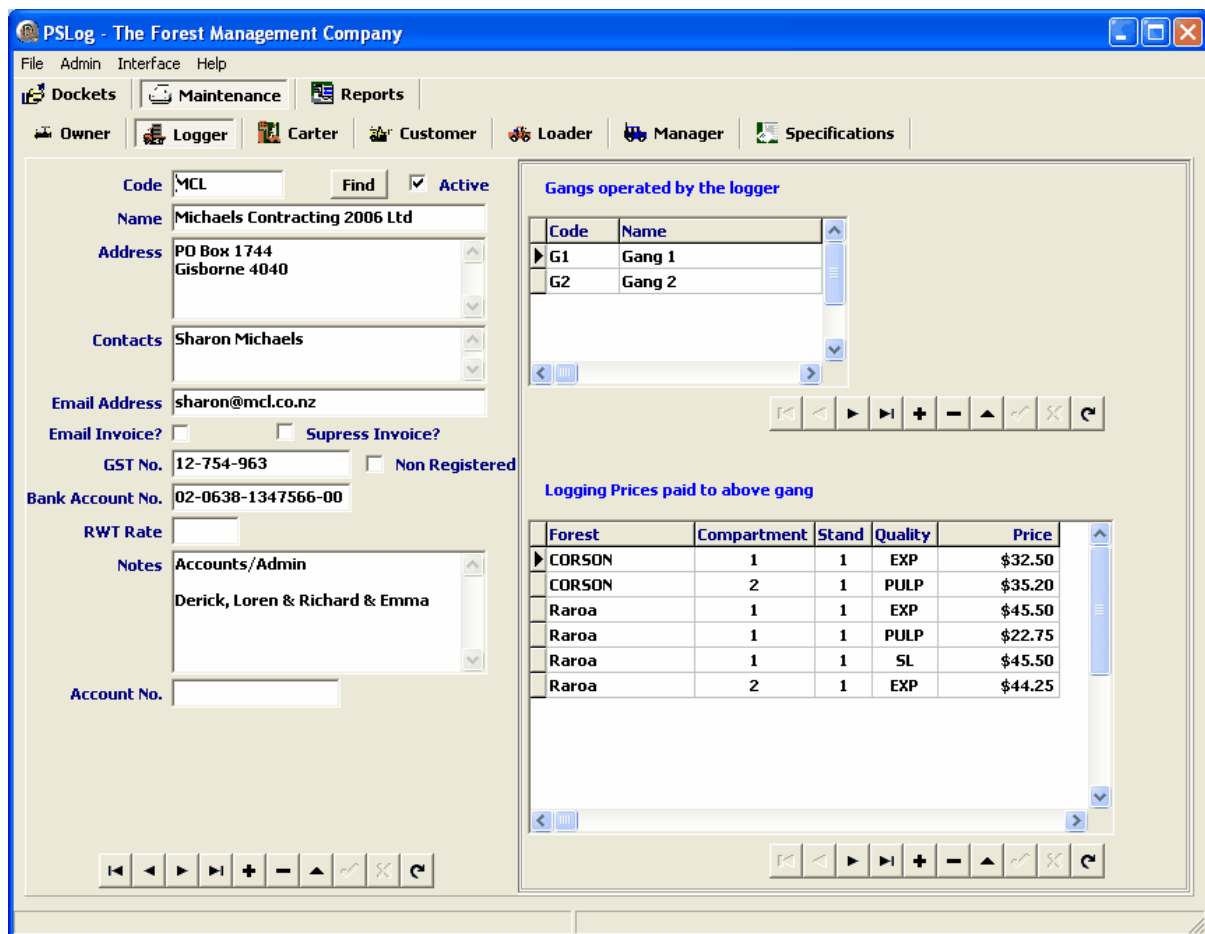 PSLog - The Forest Management Company
File Admin Interface Help
Dockets Maintenance Reports
Owner Logger Carter Customer Loader Manager Specifications
Code MCL Find Active
Name Michaels Contracting 2006 Ltd
Address PO Box 1744
Gisborne 4040
Contacts Sharon Michaels
Email Address sharon@mcl.co.nz
Email Invoice? Supress Invoice?
GST No. 12-754-963 Non Registered
Bank Account No. 02-0638-1347566-00
RWT Rate
Notes Accounts/Admin
Derick, Loren & Richard & Emma
Account No.
Gangs operated by the logger
Code Name
G1 Gang 1
G2 Gang 2
Logging Prices paid to above gang
Forest Compartment Stand Quality Price
CORSON 1 1 EXP $32.50
CORSON 2 1 PULP $35.20
Raroa 1 1 EXP $45.50
Raroa 1 1 PULP $22.75
Raroa 1 1 SL $45.50
Raroa 2 1 EXP $44.25